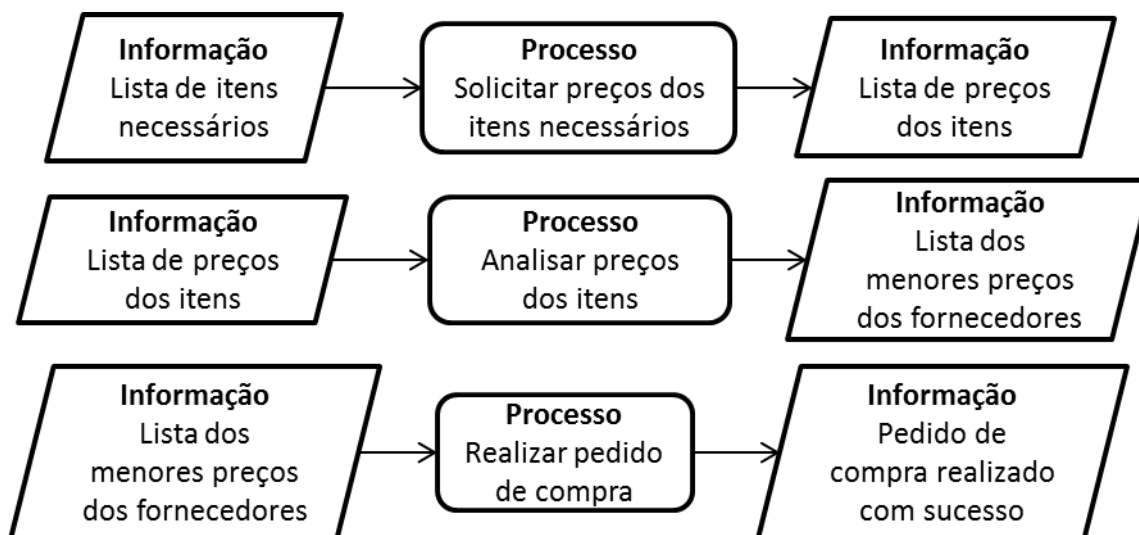 Informação
Lista de itens
necessários
Processo
Solicitar preços dos
itens necessários
Informação
Lista de preços
dos itens
Informação
Lista de preços
dos itens
Processo
Analisar preços
dos itens
Informação
Lista dos
menores preços
dos fornecedores
Informação
Lista dos
menores preços
dos fornecedores
Processo
Realizar pedido
de compra
Informação
Pedido de
compra realizado
com sucesso